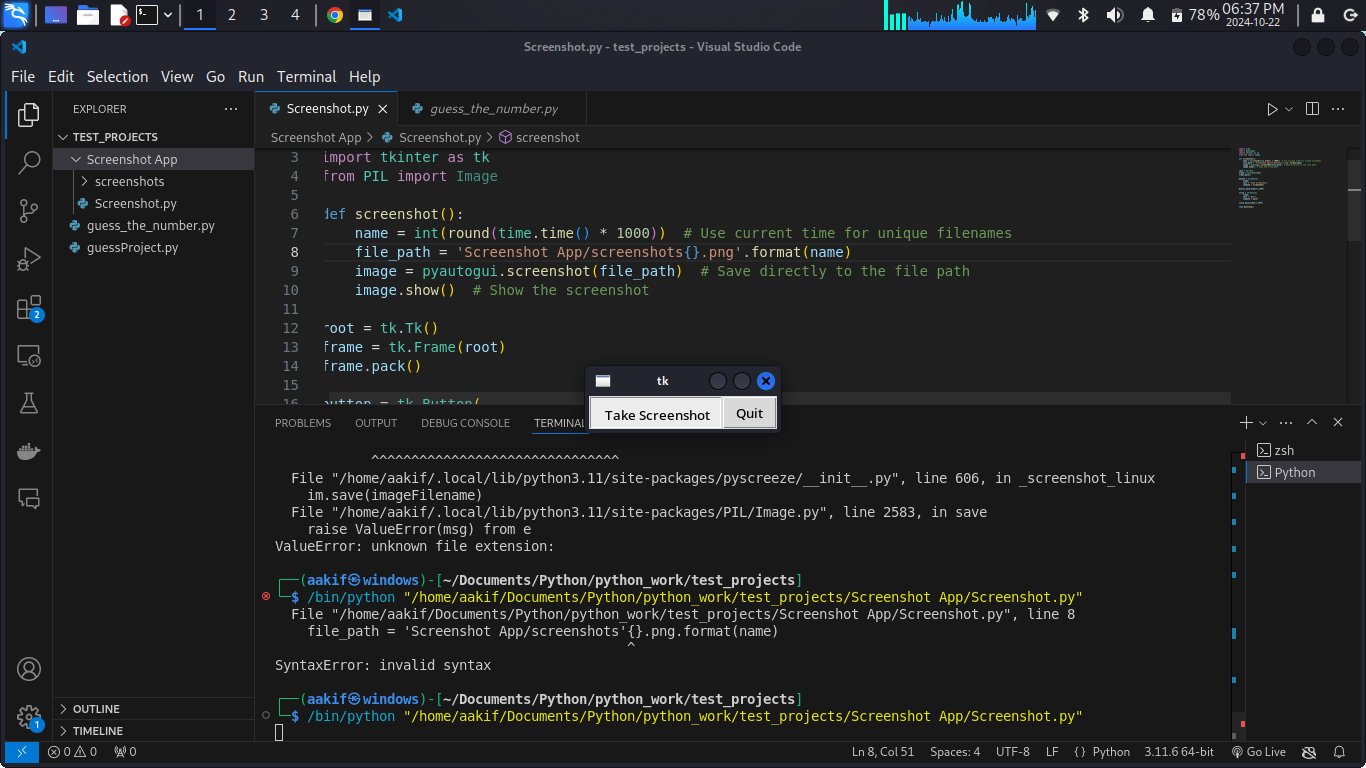 1 2 3 4 78% 06:37 PM
2024-10-22
Screenshot.py - test_projects - Visual Studio Code
File Edit Selection View Go Run Terminal Help
EXPLORER
TEST_PROJECTS
Screenshot App
screenshots
Screenshot.py
guess_the_number.py
guessProject.py
OUTLINE
TIMELINE
2
1
Screenshot.py guess_the_number.py
Screenshot App > Screenshot.py > screenshot
3 import tkinter as tk
4 from PIL import Image
5
6 def screenshot():
7 name = int(round(time.time() * 1000))  # Use current time for unique filenames
8 file_path = 'Screenshot App/screenshots{}.png'.format(name)
9 image = pyautogui.screenshot(file_path)  # Save directly to the file path
10 image.show()  # Show the screenshot
11
12 root = tk.Tk()
13 frame = tk.Frame(root)
14 frame.pack()
15
16 button = tk.Button(
tk
Take Screenshot Quit
PROBLEMS OUTPUT DEBUG CONSOLE TERMINAL
^^^^^^^^^^^^^^^^^^^^^^^^^^^^^^^
File "/home/aakif/.local/lib/python3.11/site-packages/pyscreeze/__init__.py", line 606, in _screenshot_linux
im.save(imageFilename)
File "/home/aakif/.local/lib/python3.11/site-packages/PIL/Image.py", line 2583, in save
raise ValueError(msg) from e
ValueError: unknown file extension:
┌──(aakif㉿windows)-[~/Documents/Python/python_work/test_projects]
└─$ /bin/python "/home/aakif/Documents/Python/python_work/test_projects/Screenshot App/Screenshot.py"
File "/home/aakif/Documents/Python/python_work/test_projects/Screenshot App/Screenshot.py", line 8
file_path = 'Screenshot App/screenshots'{}.png.format(name)
^
SyntaxError: invalid syntax
┌──(aakif㉿windows)-[~/Documents/Python/python_work/test_projects]
└─$ /bin/python "/home/aakif/Documents/Python/python_work/test_projects/Screenshot App/Screenshot.py"
zsh
Python
0 0 0 Ln 8, Col 51 Spaces: 4 UTF-8 LF {} Python 3.11.6 64-bit Go Live